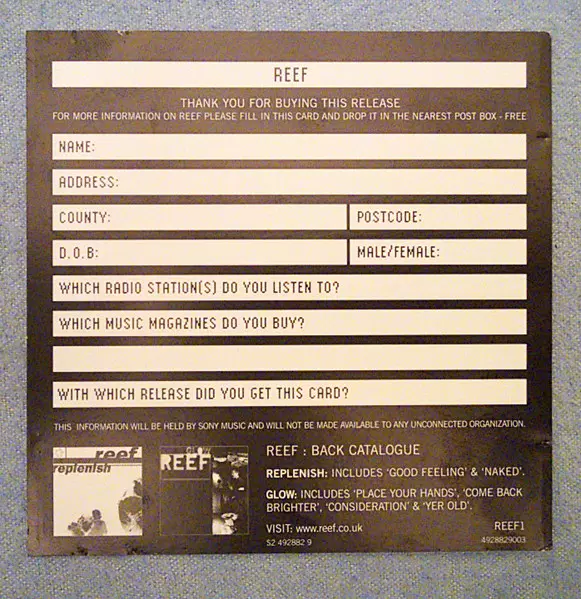 REEF
THANK YOU FOR BUYING THIS RELEASE
FOR MORE INFORMATION ON REEF PLEASE FILL IN THIS CARD AND DROP IT IN THE NEAREST POST BOX - FREE
NAME:
ADDRESS:
COUNTY:
POSTCODE:
D.O.B:
MALE/FEMALE:
WHICH RADIO STATION(S) DO YOU LISTEN TO?
WHICH MUSIC MAGAZINES DO YOU BUY?
WITH WHICH RELEASE DID YOU GET THIS CARD?
THIS INFORMATION WILL BE HELD BY SONY MUSIC AND WILL NOT BE MADE AVAILABLE TO ANY UNCONNECTED ORGANIZATION.
reef
replenish
GLOW
REEF
REEF : BACK CATALOGUE
REPLENISH: INCLUDES 'GOOD FEELING' & 'NAKED'.
GLOW: INCLUDES 'PLACE YOUR HANDS', 'COME BACK
BRIGHTER', 'CONSIDERATION' & 'YER OLD'.
VISIT: www.reef.co.uk
REEF1
S2 492882 9
4928829003